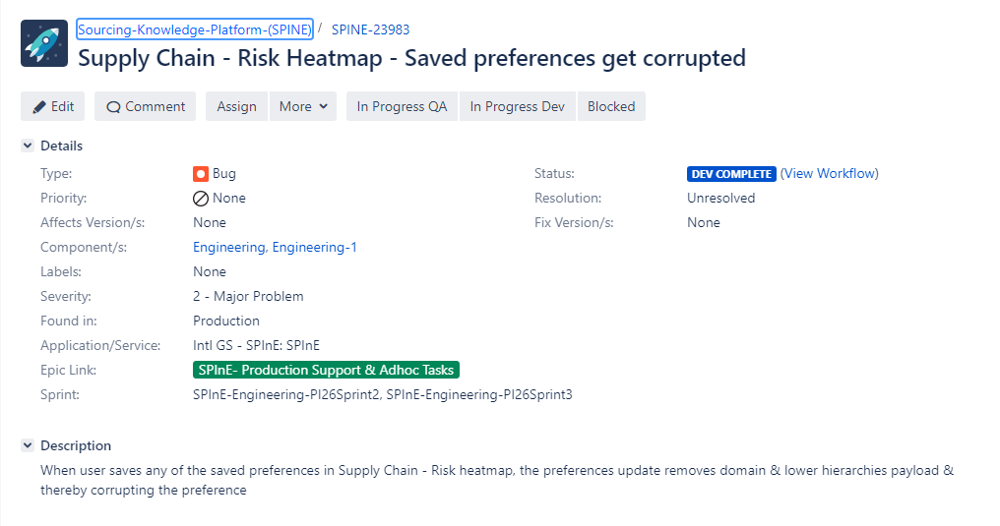 Sourcing-Knowledge-Platform-(SPINE) / SPINE-23983
Supply Chain - Risk Heatmap - Saved preferences get corrupted
Edit Comment Assign More In Progress QA In Progress Dev Blocked
Details
Type: Bug Status: DEV COMPLETE (View Workflow)
Priority: None Resolution: Unresolved
Affects Version/s: None Fix Version/s: None
Component/s: Engineering, Engineering-1
Labels: None
Severity: 2 - Major Problem
Found in: Production
Application/Service: Intl GS - SPInE: SPInE
Epic Link: SPInE- Production Support & Adhoc Tasks
Sprint: SPInE-Engineering-PI26Sprint2, SPInE-Engineering-PI26Sprint3
Description
When user saves any of the saved preferences in Supply Chain - Risk heatmap, the preferences update removes domain & lower hierarchies payload &
thereby corrupting the preference